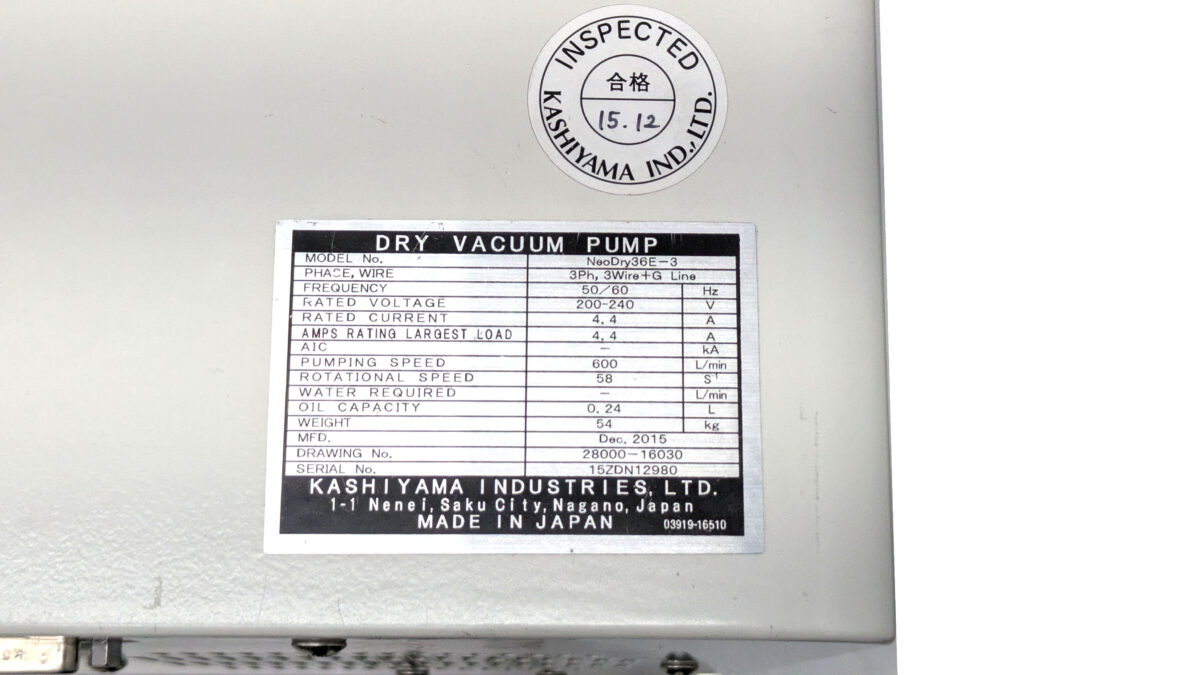 INSPECTED
合格
15.12
KASHIYAMA IND., LTD.
DRY VACUUM PUMP
MODEL No. NeoDry36E-3
PHACE, WIRE 3Ph, 3Wire+G Line
FREQUENCY 50/60 Hz
RATED VOLTAGE 200-240 V
RATED CURRENT 4.4 A
AMPS RATING LARGEST LOAD 4.4 A
AIC - kA
PUMPING SPEED 600 L/min
ROTATIONAL SPEED 58 S⁻¹
WATER REQUIRED - L/min
OIL CAPACITY 0.24 L
WEIGHT 54 kg
MFD. Dec. 2015
DRAWING No. 28000-16030
SERIAL No. 15ZDN12980
KASHIYAMA INDUSTRIES, LTD.
1-1 Nenei, Saku City, Nagano, Japan
MADE IN JAPAN 03919-16510